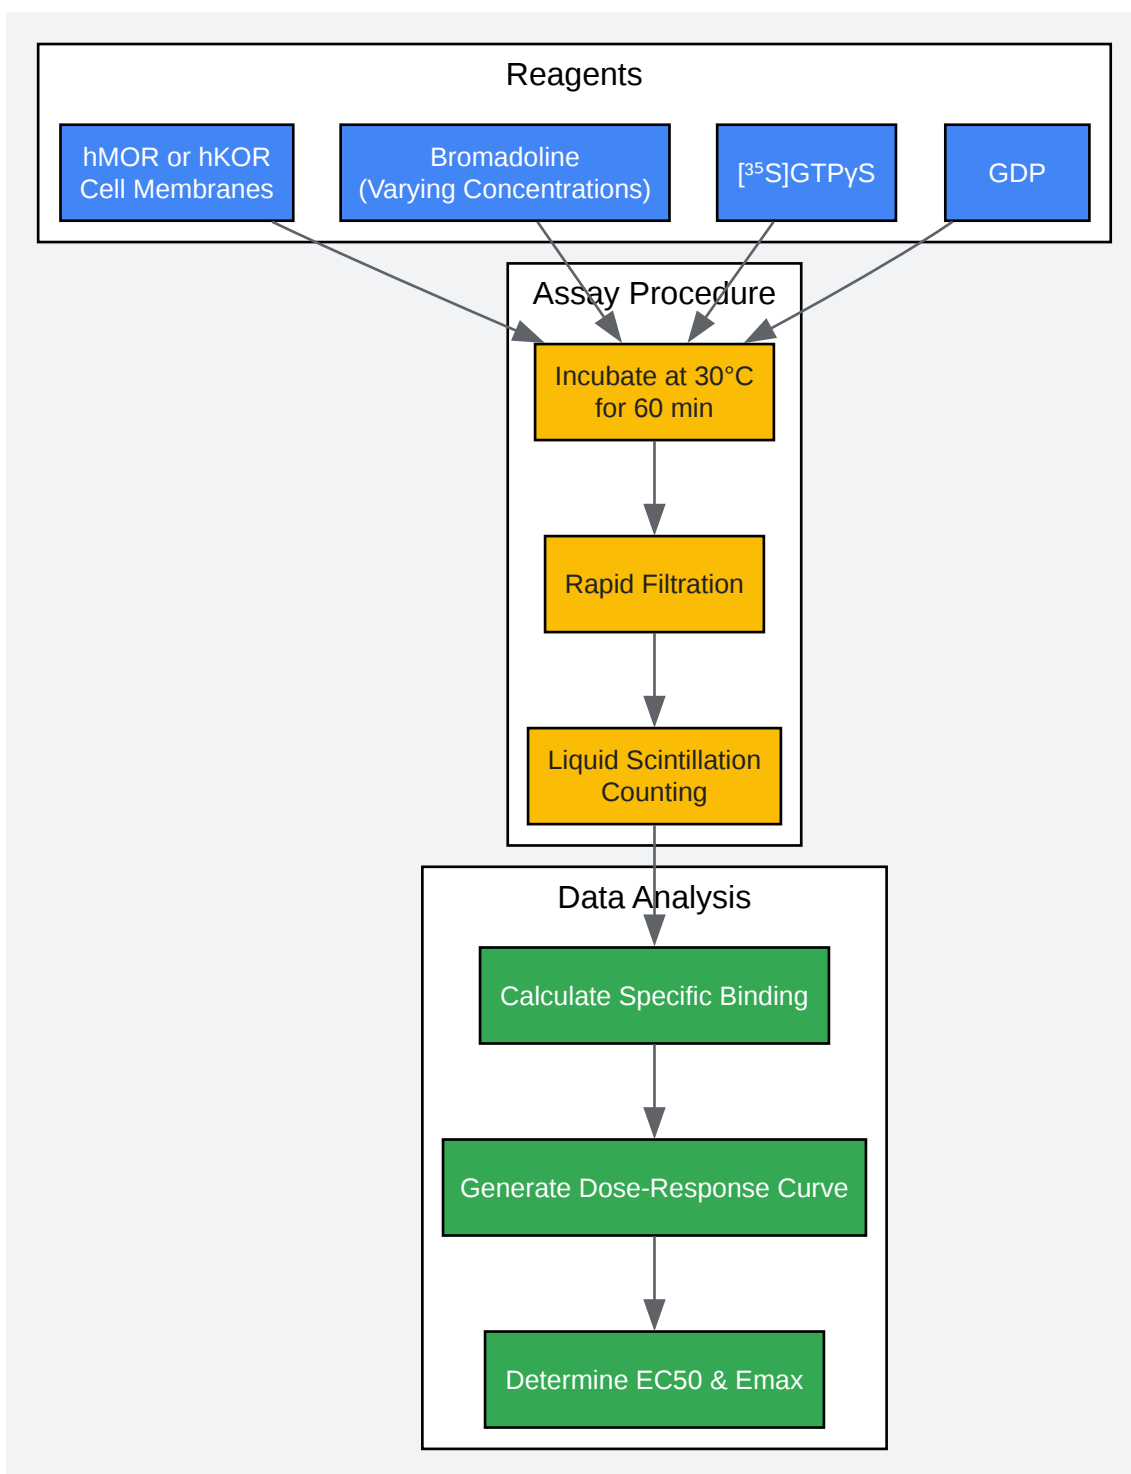 Reagents
hMOR or hKOR
Cell Membranes
Bromadoline
(Varying Concentrations)
[³⁵S]GTPγS
GDP
Assay Procedure
Incubate at 30°C
for 60 min
Rapid Filtration
Liquid Scintillation
Counting
Data Analysis
Calculate Specific Binding
Generate Dose-Response Curve
Determine EC50 & Emax